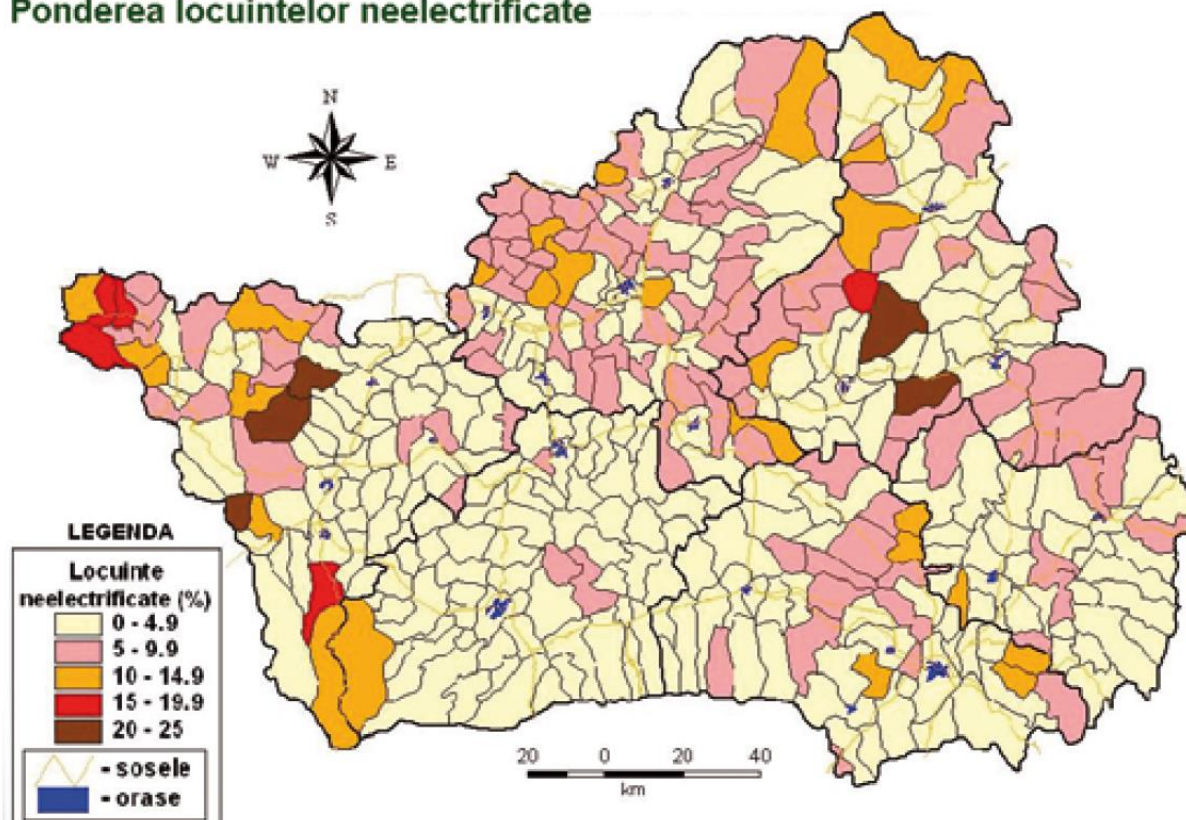 Ponderea locuintelor neelectrificate
N
W E
S
LEGENDA
Locuinte
neelectrificate (%)
0 - 4.9
5 - 9.9
10 - 14.9
15 - 19.9
20 - 25
- sosele
- orase
20 0 20 40
km